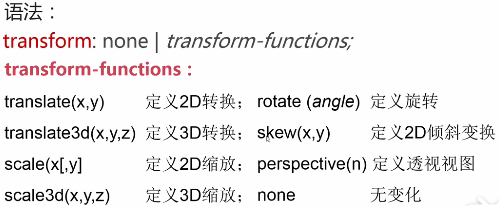 语法：
transform: none | transform-functions;
transform-functions：
translate(x,y) 定义2D转换； rotate (angle) 定义旋转
translate3d(x,y,z) 定义3D转换； skew(x,y) 定义2D倾斜变换
scale(x[,y] 定义2D缩放； perspective(n) 定义透视视图
scale3d(x,y,z) 定义3D缩放； none 无变化